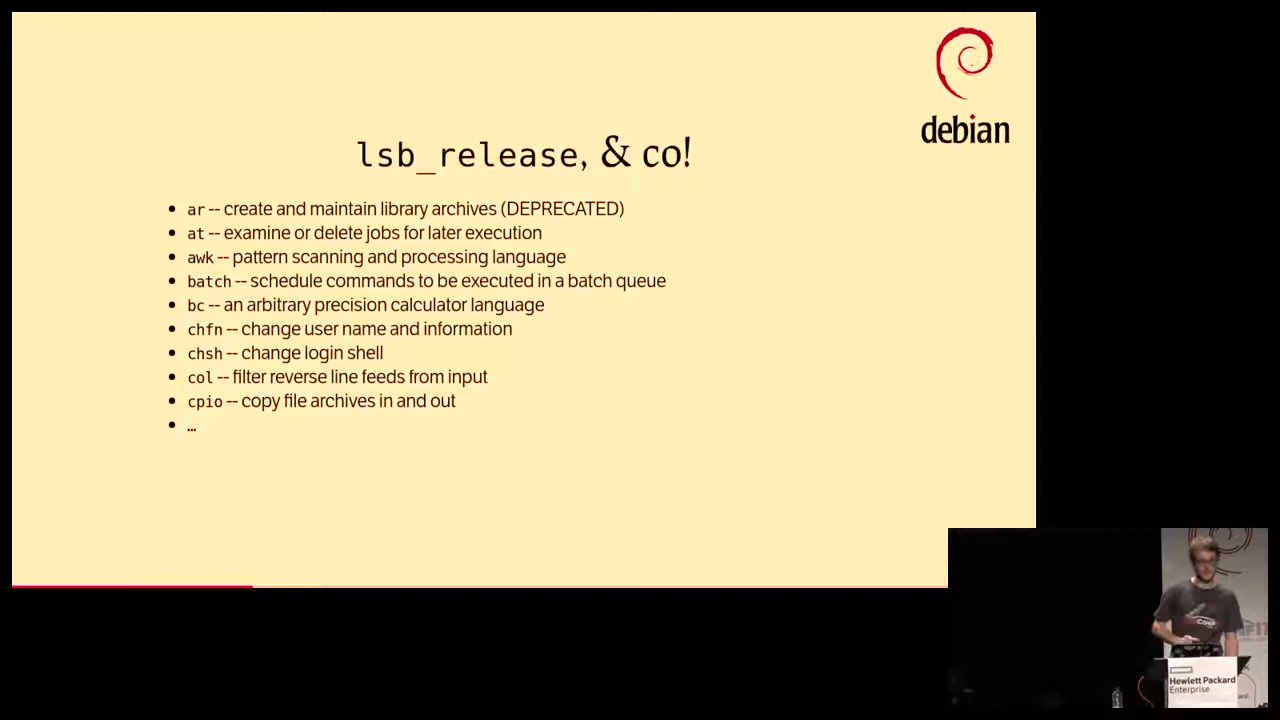 debian
lsb_release, & co!
ar -- create and maintain library archives (DEPRECATED)
at -- examine or delete jobs for later execution
awk -- pattern scanning and processing language
batch -- schedule commands to be executed in a batch queue
bc -- an arbitrary precision calculator language
chfn -- change user name and information
chsh -- change login shell
col -- filter reverse line feeds from input
cpio -- copy file archives in and out
…
Hewlett Packard
Enterprise